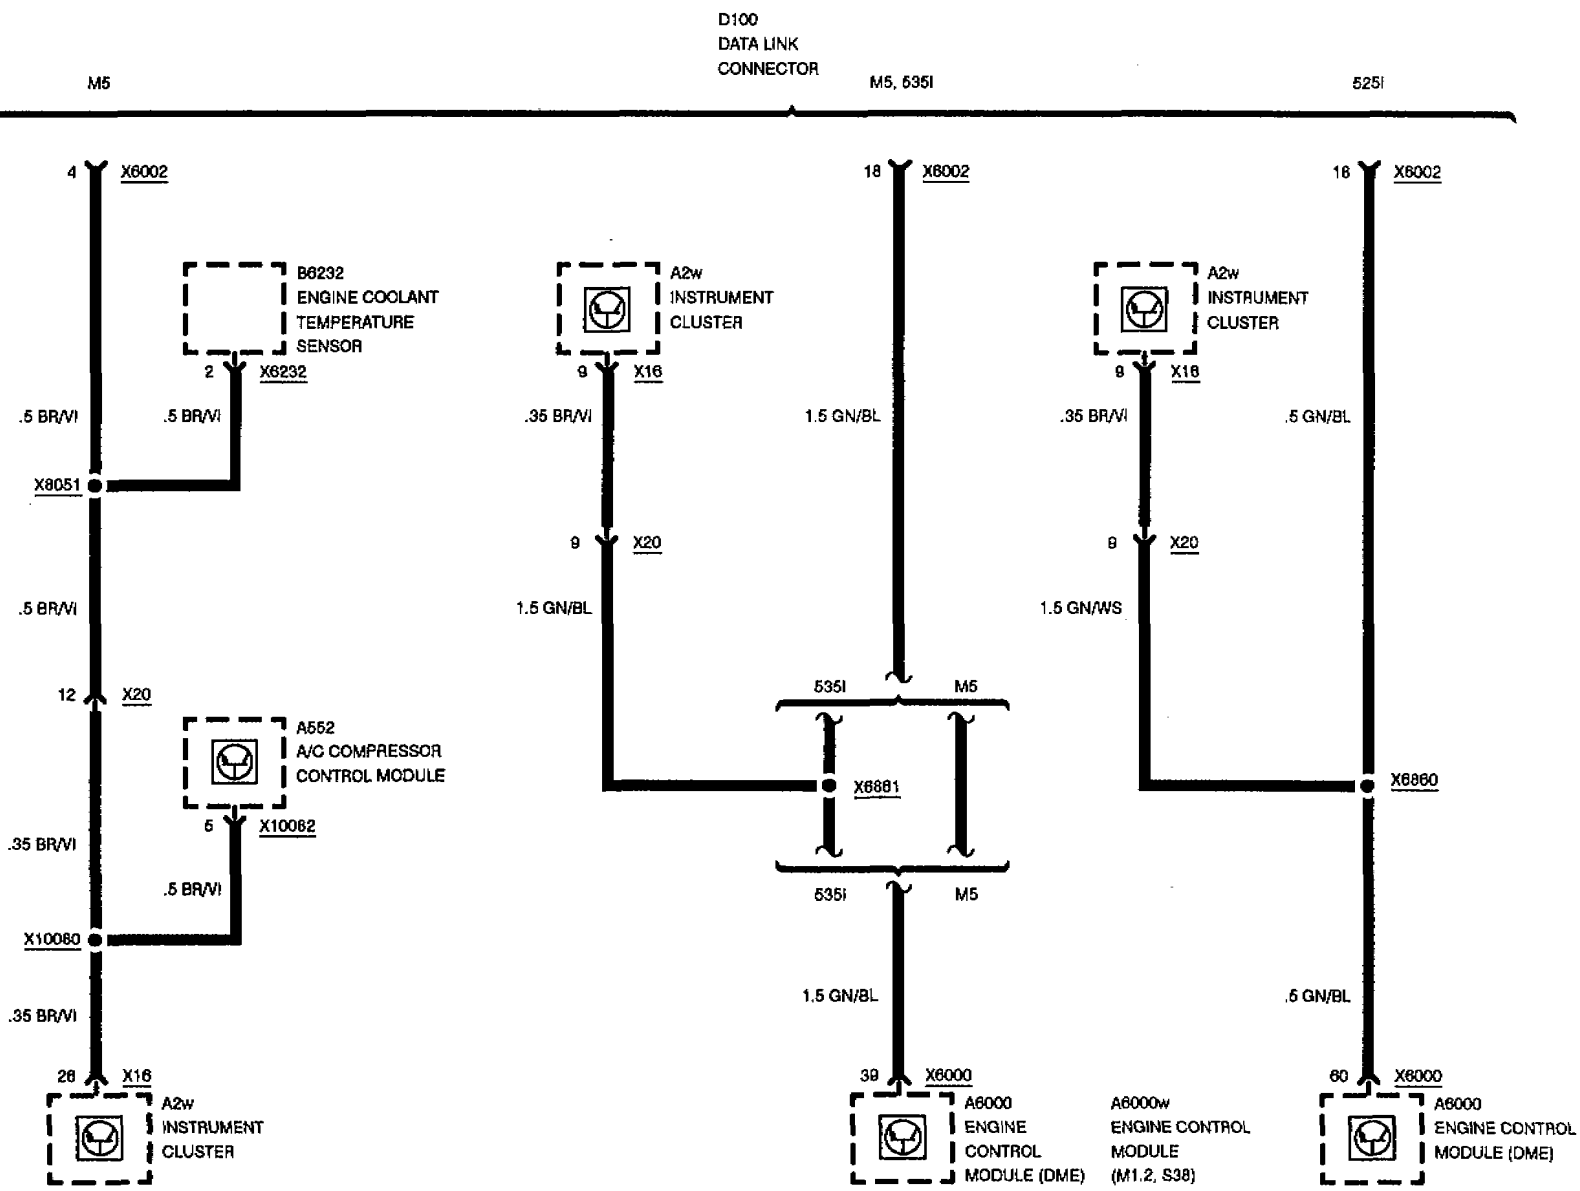 D100
DATA LINK
CONNECTOR
M5
M5, 535I
525I
4 X6002
18 X6002
16 X6002
B6232
ENGINE COOLANT
TEMPERATURE
SENSOR
A2w
INSTRUMENT
CLUSTER
A2w
INSTRUMENT
CLUSTER
2 X6232
9 X16
9 X16
.5 BR/VI
.5 BR/VI
.35 BR/VI
1.5 GN/BL
.35 BR/VI
.5 GN/BL
X8051
9 X20
9 X20
.5 BR/VI
1.5 GN/BL
1.5 GN/WS
12 X20
535I
M5
A552
A/C COMPRESSOR
CONTROL MODULE
X6861
X6860
5 X10062
.35 BR/VI
.5 BR/VI
535I
M5
X10060
1.5 GN/BL
.5 GN/BL
.35 BR/VI
26 X16
39 X6000
60 X6000
A2w
INSTRUMENT
CLUSTER
A6000
ENGINE
CONTROL
MODULE (DME)
A6000w
ENGINE CONTROL
MODULE
(M1.2, S38)
A6000
ENGINE CONTROL
MODULE (DME)